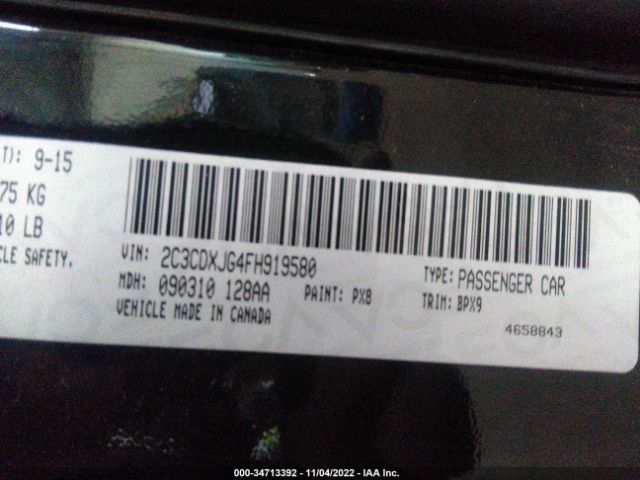 T): 9-15
75 KG
10 LB
CLE SAFETY,
VIN: 2C3CDXJG4FH919580
MDH: 090310 128AA
PAINT: PX8
VEHICLE MADE IN CANADA
TYPE: PASSENGER CAR
TRIM: BPX9
4658843
000-34713392 - 11/04/2022 - IAA Inc.